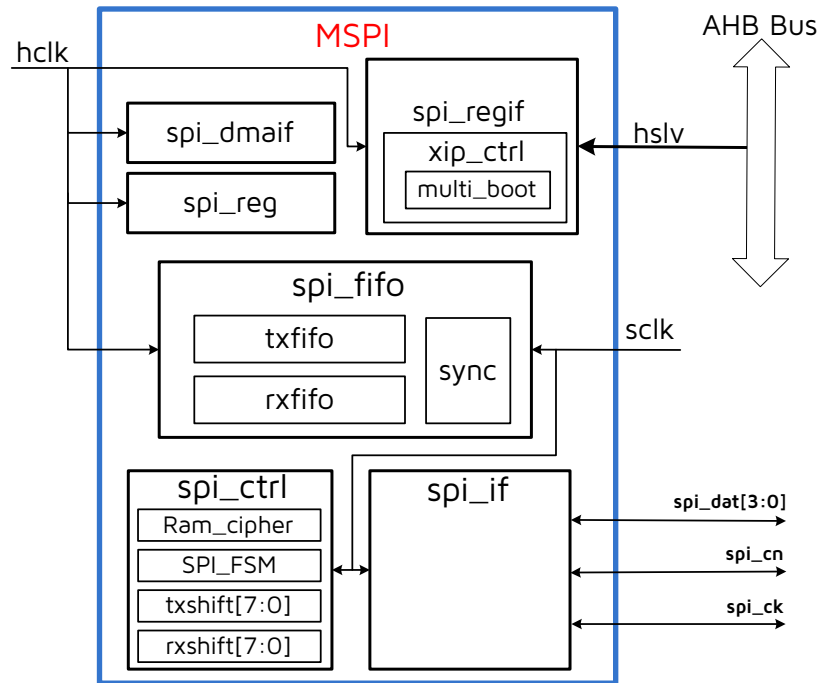 MSPI
AHB Bus
hclk
spi_dmaif
spi_regif
xip_ctrl
multi_boot
hslv
spi_reg
spi_fifo
txfifo
rxfifo
sync
sclk
spi_ctrl
Ram_cipher
SPI_FSM
txshift[7:0]
rxshift[7:0]
spi_if
spi_dat[3:0]
spi_cn
spi_ck